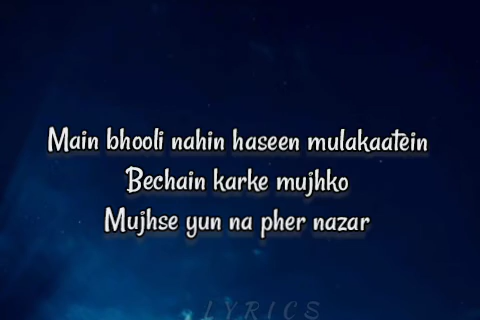 Main bhooli nahin haseen mulakaatein
Bechain karke mujhko
Mujhse yun na pher nazar
LYRICS